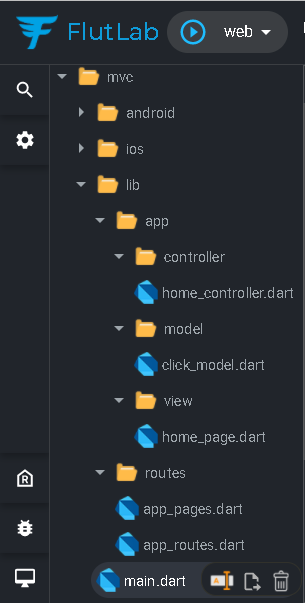 FlutLab web
mvc
android
ios
lib
app
controller
home_controller.dart
model
click_model.dart
view
home_page.dart
routes
app_pages.dart
app_routes.dart
main.dart